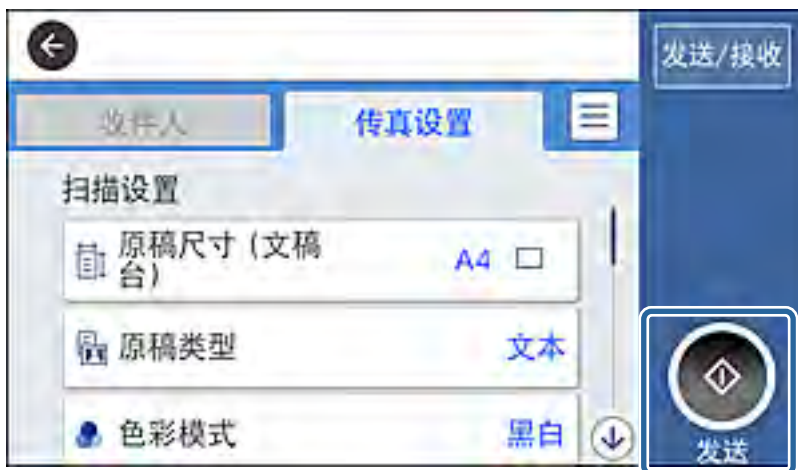 发送/接收
收件人
传真设置
扫描设置
原稿尺寸 (文稿
台)
A4
原稿类型
文本
色彩模式
黑白
发送